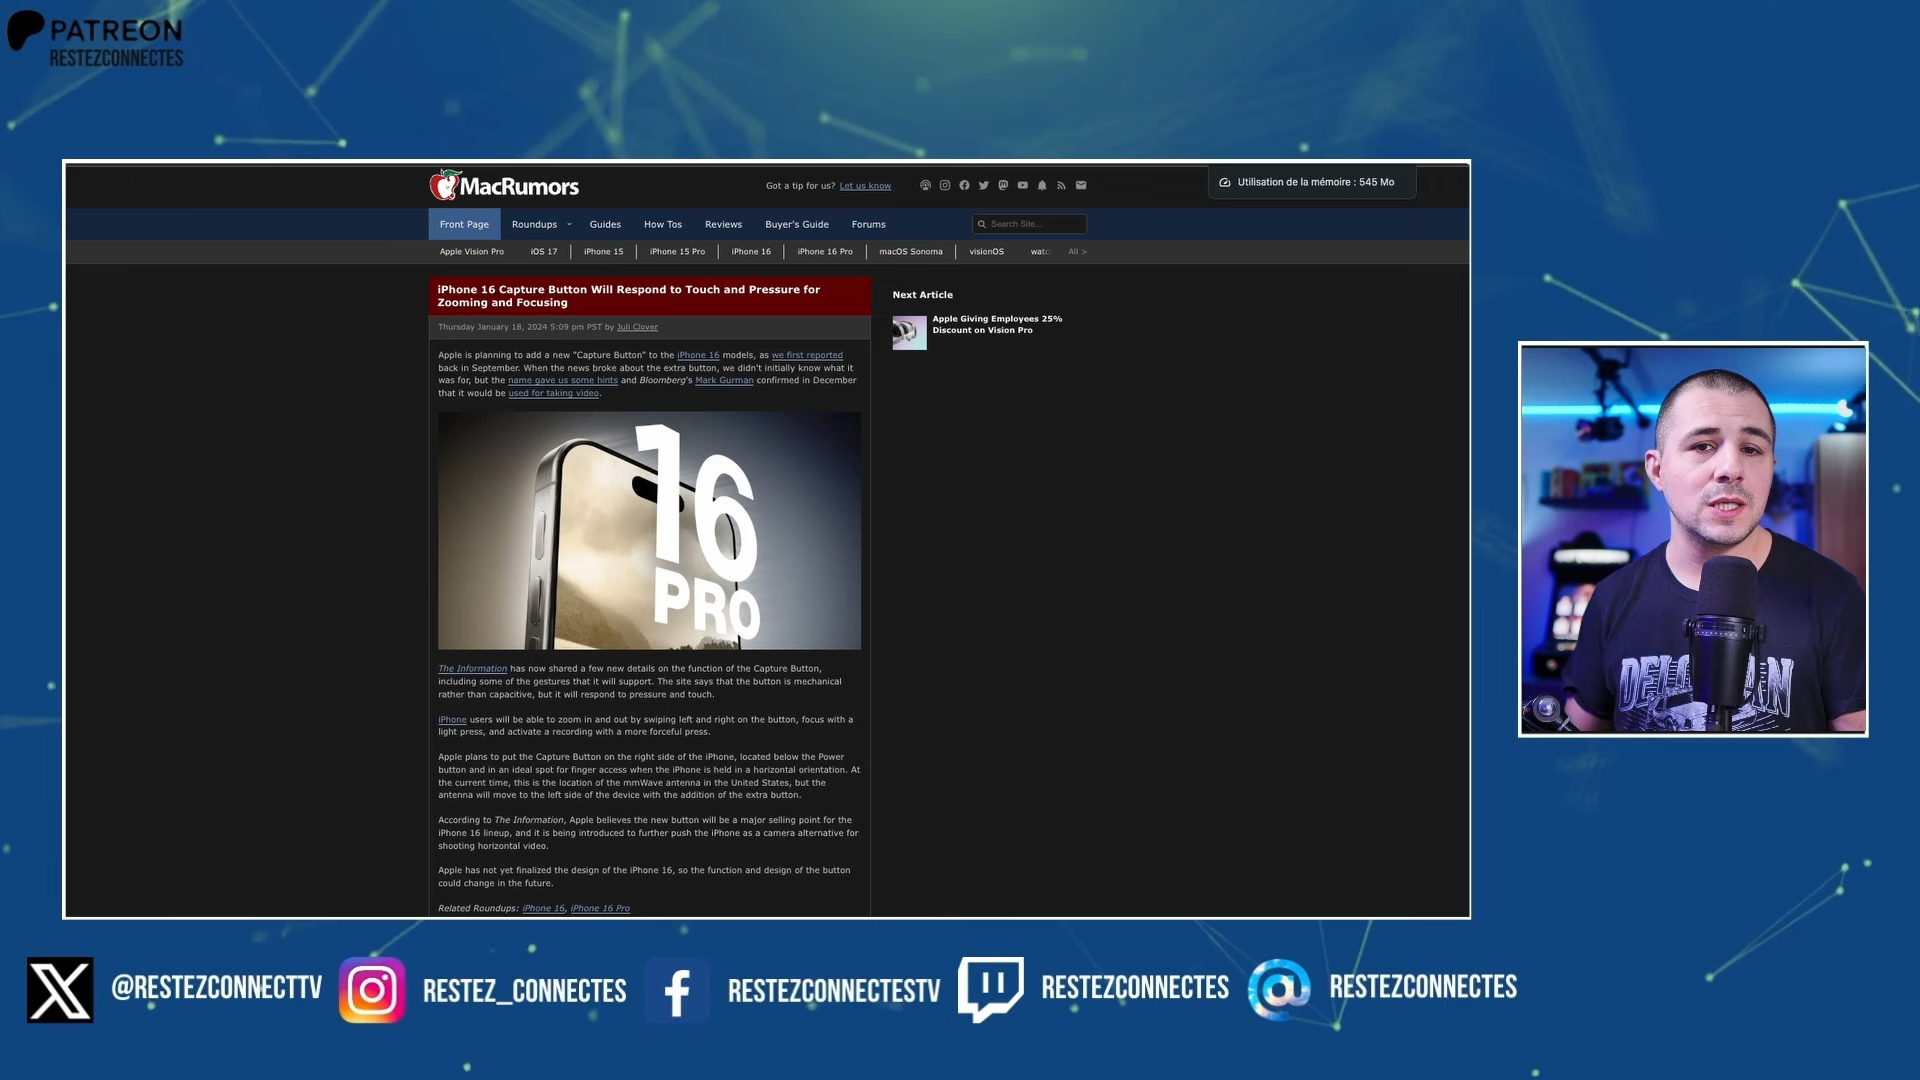 PATREON
RESTEZCONNECTES
MacRumors
Got a tip for us? Let us know
Utilisation de la mémoire : 545 Mo
Front Page Roundups Guides How Tos Reviews Buyer's Guide Forums Search Site...
Apple Vision Pro iOS 17 iPhone 15 iPhone 15 Pro iPhone 16 iPhone 16 Pro macOS Sonoma visionOS All >
iPhone 16 Capture Button Will Respond to Touch and Pressure for
Zooming and Focusing
Thursday January 18, 2024 5:09 pm PST by Juli Clover
Apple is planning to add a new "Capture Button" to the iPhone 16 models, as we first reported
back in September. When the news broke about the extra button, we didn't initially know what it
was for, but the name gave us some hints and Bloomberg's Mark Gurman confirmed in December
that it would be used for taking video.
16
PRO
The Information has now shared a few new details on the function of the Capture Button,
including some of the gestures that it will support. The site says that the button is mechanical
rather than capacitive, but it will respond to pressure and touch.
iPhone users will be able to zoom in and out by swiping left and right on the button, focus with a
light press, and activate a recording with a more forceful press.
Apple plans to put the Capture Button on the right side of the iPhone, located below the Power
button and in an ideal spot for finger access when the iPhone is held in a horizontal orientation. At
the current time, this is the location of the mmWave antenna in the United States, but the
antenna will move to the left side of the device with the addition of the extra button.
According to The Information, Apple believes the new button will be a major selling point for the
iPhone 16 lineup, and it is being introduced to further push the iPhone as a camera alternative for
shooting horizontal video.
Apple has not yet finalized the design of the iPhone 16, so the function and design of the button
could change in the future.
Related Roundups: iPhone 16, iPhone 16 Pro
Next Article
Apple Giving Employees 25%
Discount on Vision Pro
@RESTEZCONNECTTV RESTEZ_CONNECTES RESTEZCONNECTESTV RESTEZCONNECTES RESTEZCONNECTES